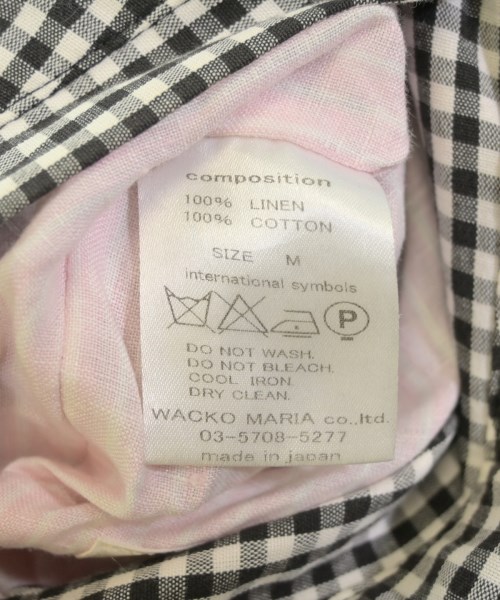 composition
100% LINEN
100% COTTON
SIZE M
international symbols
P
DO NOT WASH.
DO NOT BLEACH.
COOL IRON.
DRY CLEAN.
WACKO MARIA co.,ltd.
03-5708-5277
made in japan